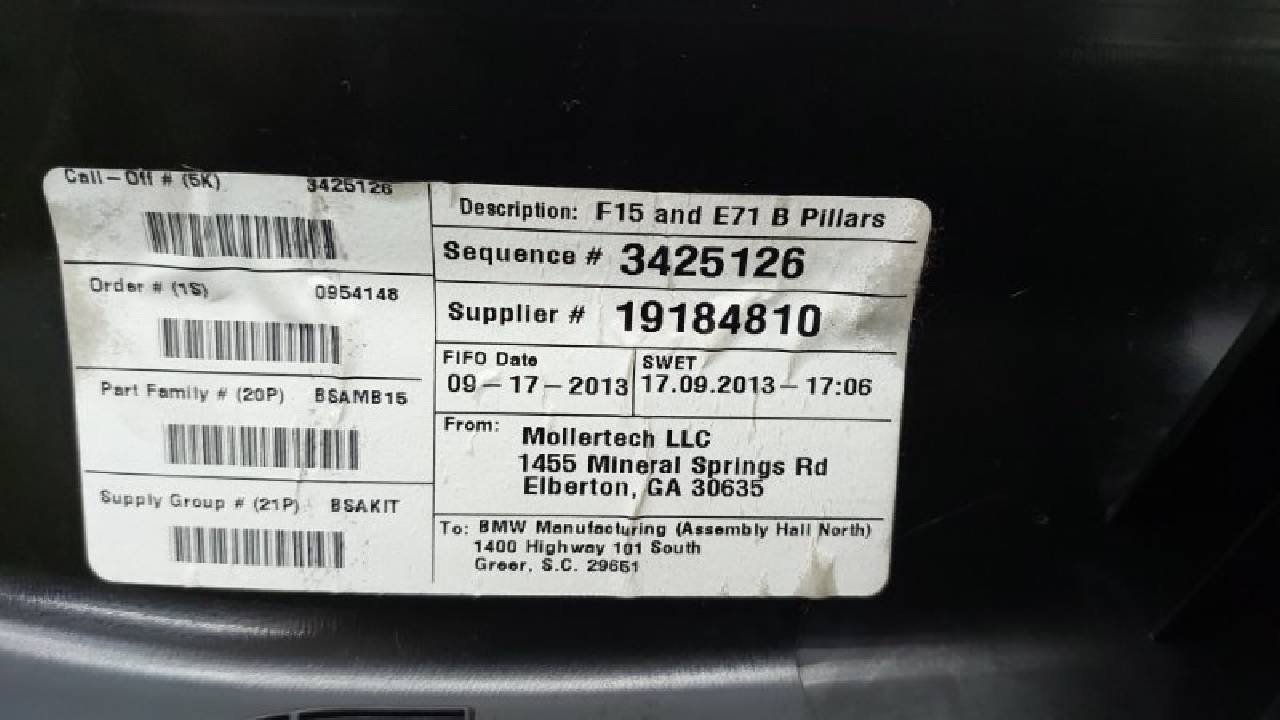 Call-Off # (5K) 3425126
Order # (1S) 0954148
Part Family # (20P) BSAMB15
Supply Group # (21P) BSAKIT
Description: F15 and E71 B Pillars
Sequence # 3425126
Supplier # 19184810
FIFO Date
09-17-2013
SWET
17.09.2013-17:06
From: Mollertech LLC
1455 Mineral Springs Rd
Elberton, GA 30635
To: BMW Manufacturing (Assembly Hall North)
1400 Highway 101 South
Greer, S.C. 29651